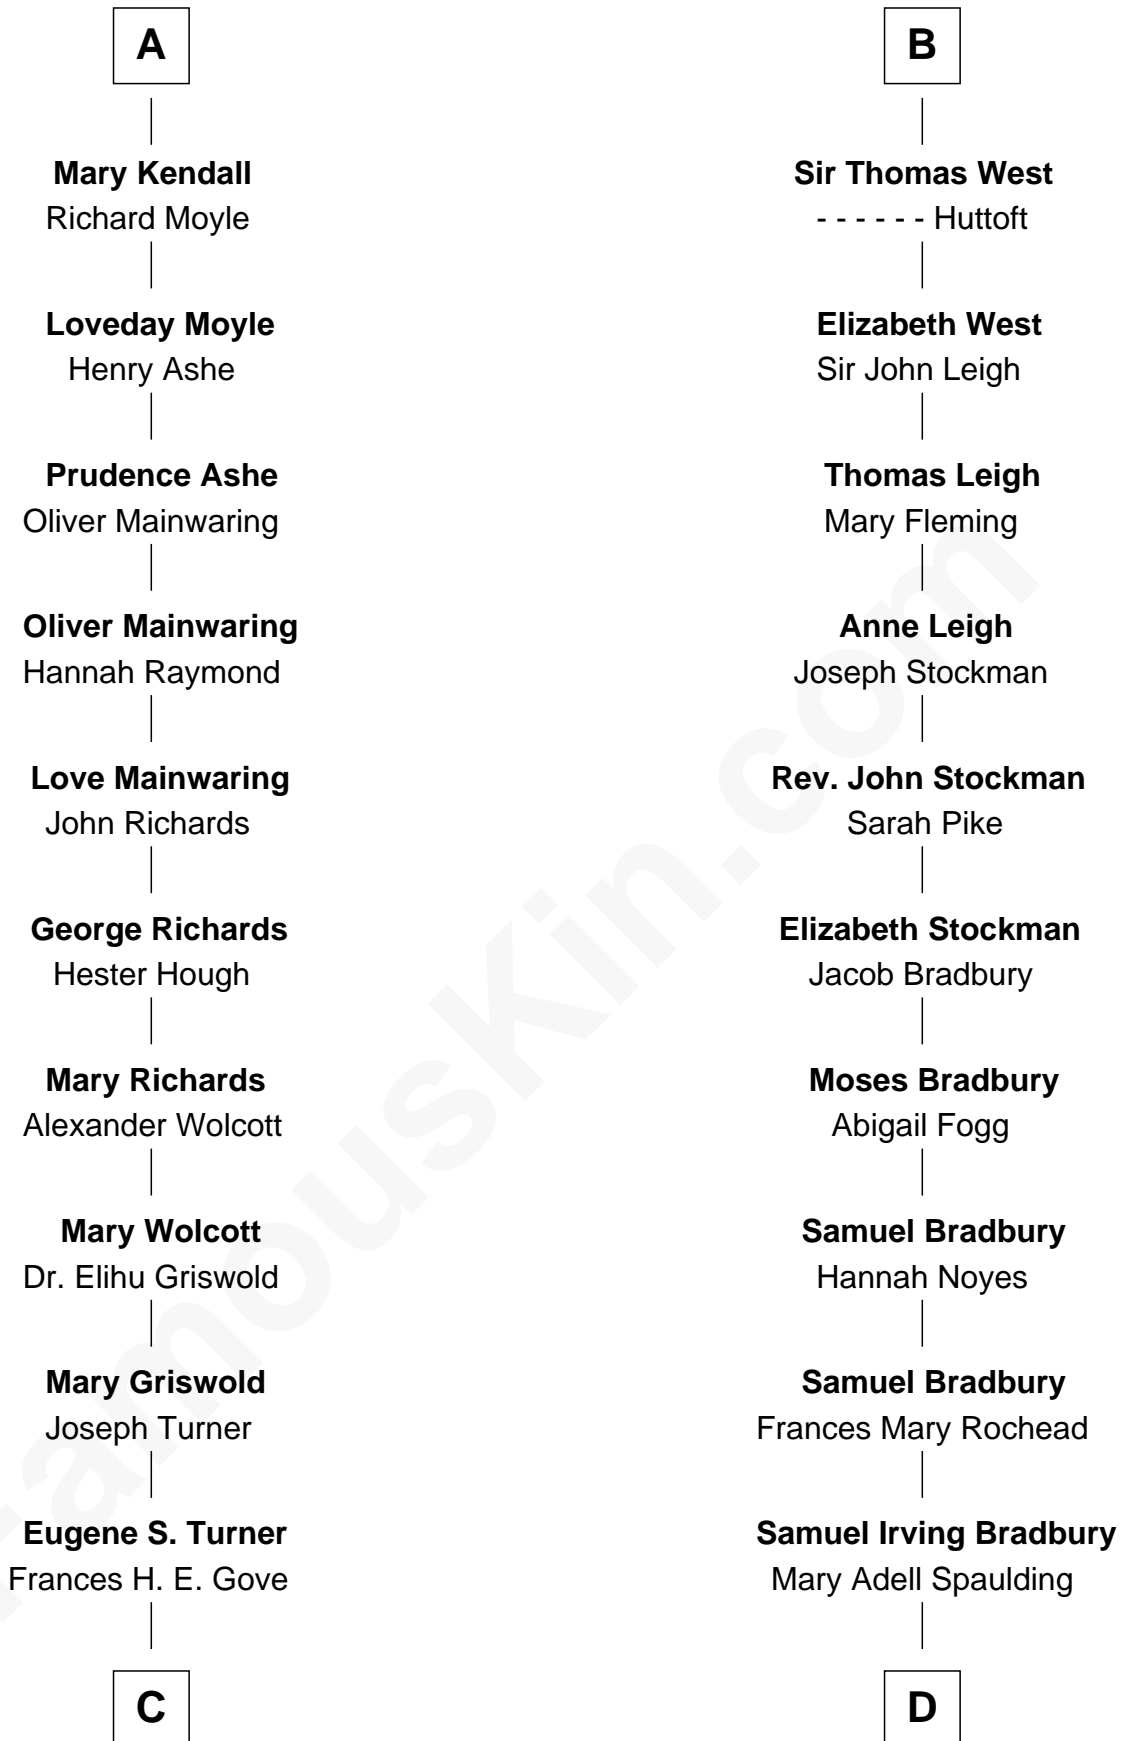 A
Mary Kendall
Richard Moyle
Loveday Moyle
Henry Ashe
Prudence Ashe
Oliver Mainwaring
Oliver Mainwaring
Hannah Raymond
Love Mainwaring
John Richards
George Richards
Hester Hough
Mary Richards
Alexander Wolcott
Mary Wolcott
Dr. Elihu Griswold
Mary Griswold
Joseph Turner
Eugene S. Turner
Frances H. E. Gove
C
B
Sir Thomas West
- - - - - - Huttoft
Elizabeth West
Sir John Leigh
Thomas Leigh
Mary Fleming
Anne Leigh
Joseph Stockman
Rev. John Stockman
Sarah Pike
Elizabeth Stockman
Jacob Bradbury
Moses Bradbury
Abigail Fogg
Samuel Bradbury
Hannah Noyes
Samuel Bradbury
Frances Mary Rochead
Samuel Irving Bradbury
Mary Adell Spaulding
D
FamousKin.com